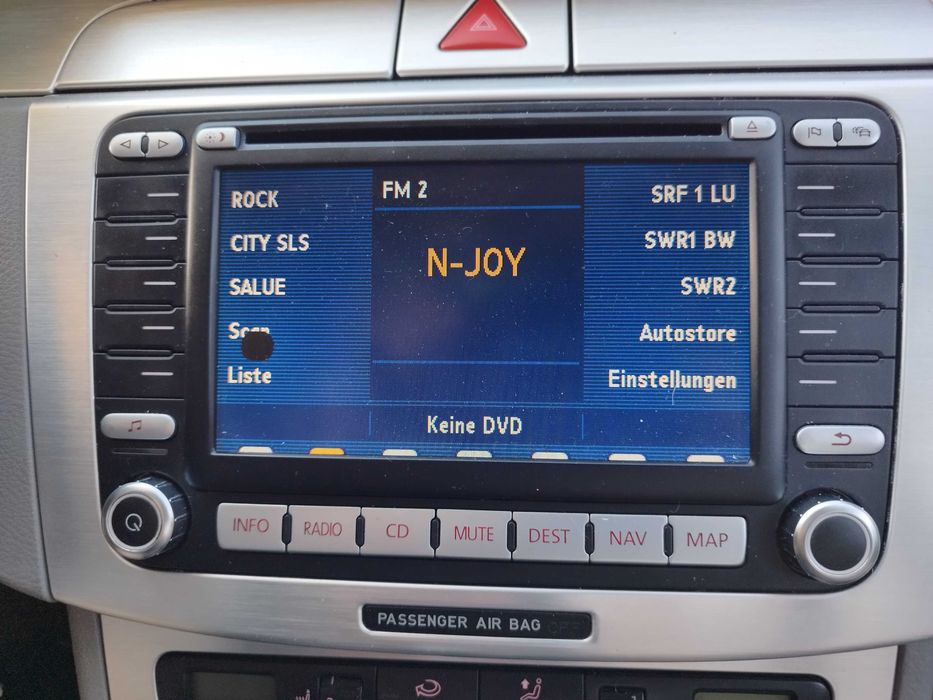 FM 2
ROCK
SRF 1 LU
CITY SLS
N-JOY
SWR1 BW
SALUE
SWR2
Autostore
Liste
Einstellungen
Keine DVD
INFO
RADIO
CD
MUTE
DEST
NAV
MAP
PASSENGER AIR BAG OFF